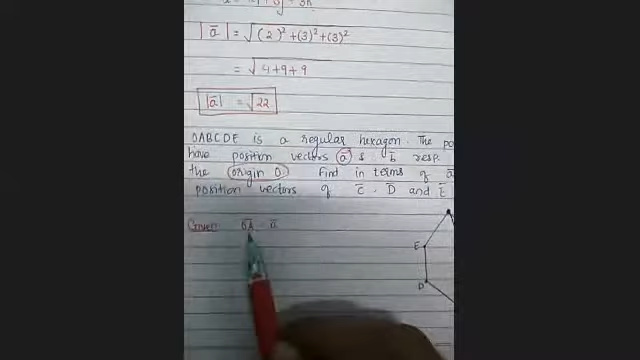 |a̅| = √(2)² + (3)² + (3)²
= √4+9+9
|a̅| = √22
OABCDE is a regular hexagon. The po
have position vectors a̅ & b̅ resp.
the origin O. Find in terms of a̅
position vectors of C̅, D̅ and E̅
Given O̅A̅ = a̅
E
D